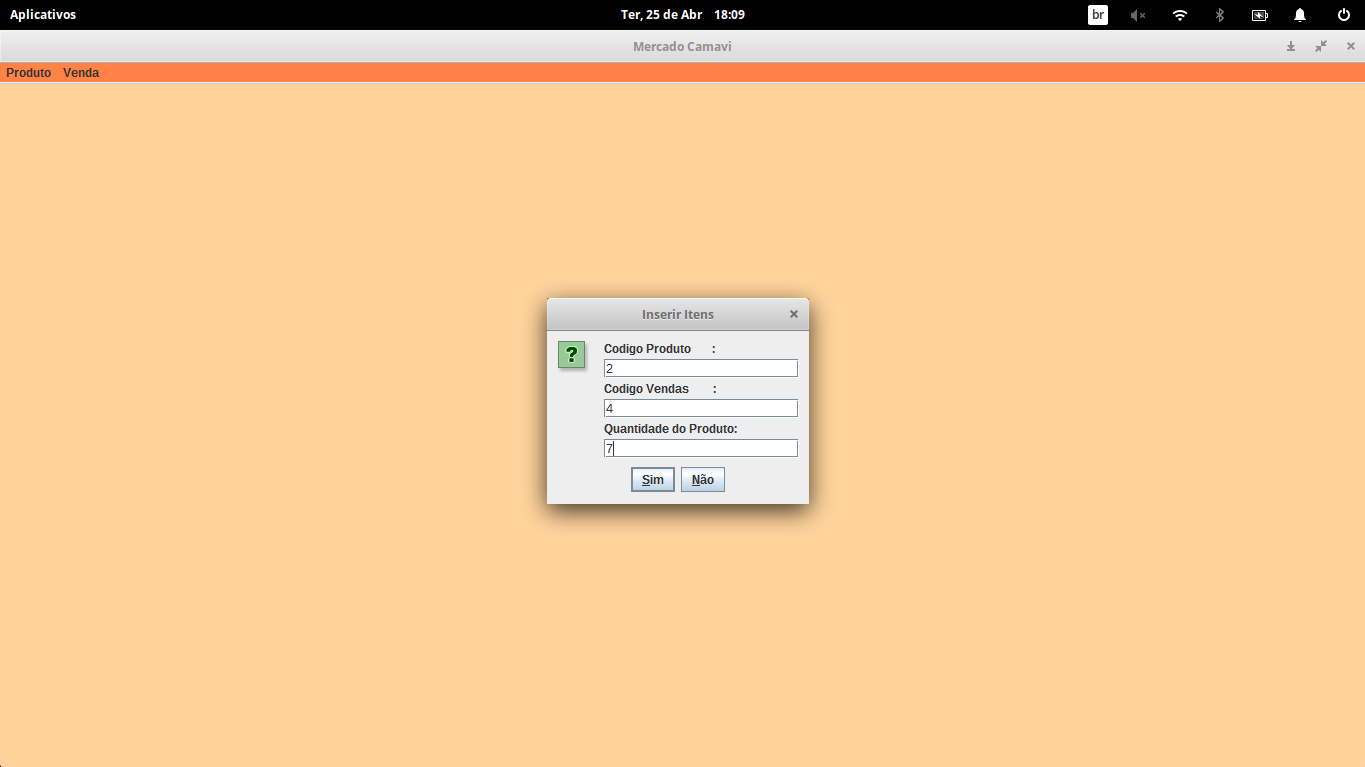 Aplicativos Ter, 25 de Abr 18:09 br
Mercado Camavi
Produto Venda
Inserir Itens
?
Codigo Produto :
2
Codigo Vendas :
4
Quantidade do Produto:
7
Sim Não